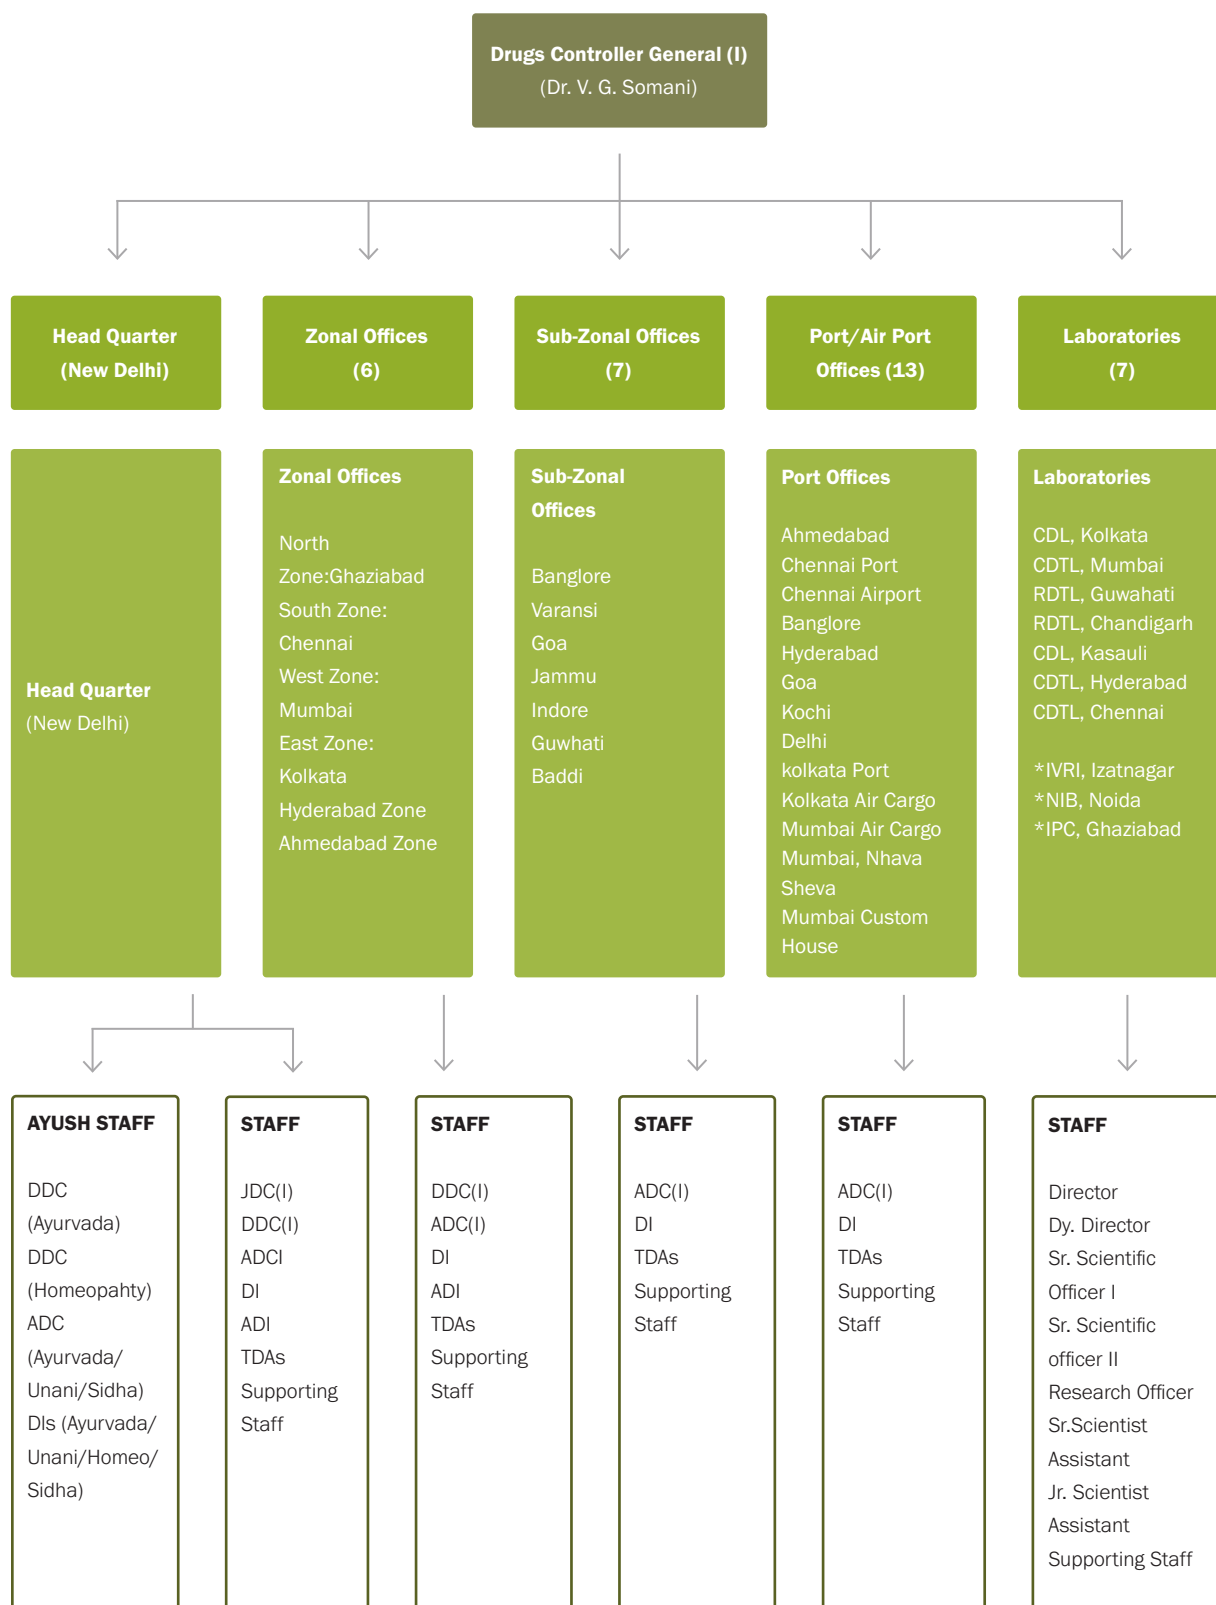 Drugs Controller General (I)
(Dr. V. G. Somani)
Head Quarter
(New Delhi)
Zonal Offices
(6)
Sub-Zonal Offices
(7)
Port/Air Port
Offices (13)
Laboratories
(7)
Head Quarter
(New Delhi)
Zonal Offices
North
Zone:Ghaziabad
South Zone:
Chennai
West Zone:
Mumbai
East Zone:
Kolkata
Hyderabad Zone
Ahmedabad Zone
Sub-Zonal
Offices
Banglore
Varansi
Goa
Jammu
Indore
Guwhati
Baddi
Port Offices
Ahmedabad
Chennai Port
Chennai Airport
Banglore
Hyderabad
Goa
Kochi
Delhi
kolkata Port
Kolkata Air Cargo
Mumbai Air Cargo
Mumbai, Nhava
Sheva
Mumbai Custom
House
Laboratories
CDL, Kolkata
CDTL, Mumbai
RDTL, Guwahati
RDTL, Chandigarh
CDL, Kasauli
CDTL, Hyderabad
CDTL, Chennai
*IVRI, Izatnagar
*NIB, Noida
*IPC, Ghaziabad
AYUSH STAFF
DDC
(Ayurvada)
DDC
(Homeopahty)
ADC
(Ayurvada/
Unani/Sidha)
DIs (Ayurvada/
Unani/Homeo/
Sidha)
STAFF
JDC(I)
DDC(I)
ADCI
DI
ADI
TDAs
Supporting
Staff
STAFF
DDC(I)
ADC(I)
DI
ADI
TDAs
Supporting
Staff
STAFF
ADC(I)
DI
TDAs
Supporting
Staff
STAFF
ADC(I)
DI
TDAs
Supporting
Staff
STAFF
Director
Dy. Director
Sr. Scientific
Officer I
Sr. Scientific
officer II
Research Officer
Sr.Scientist
Assistant
Jr. Scientist
Assistant
Supporting Staff